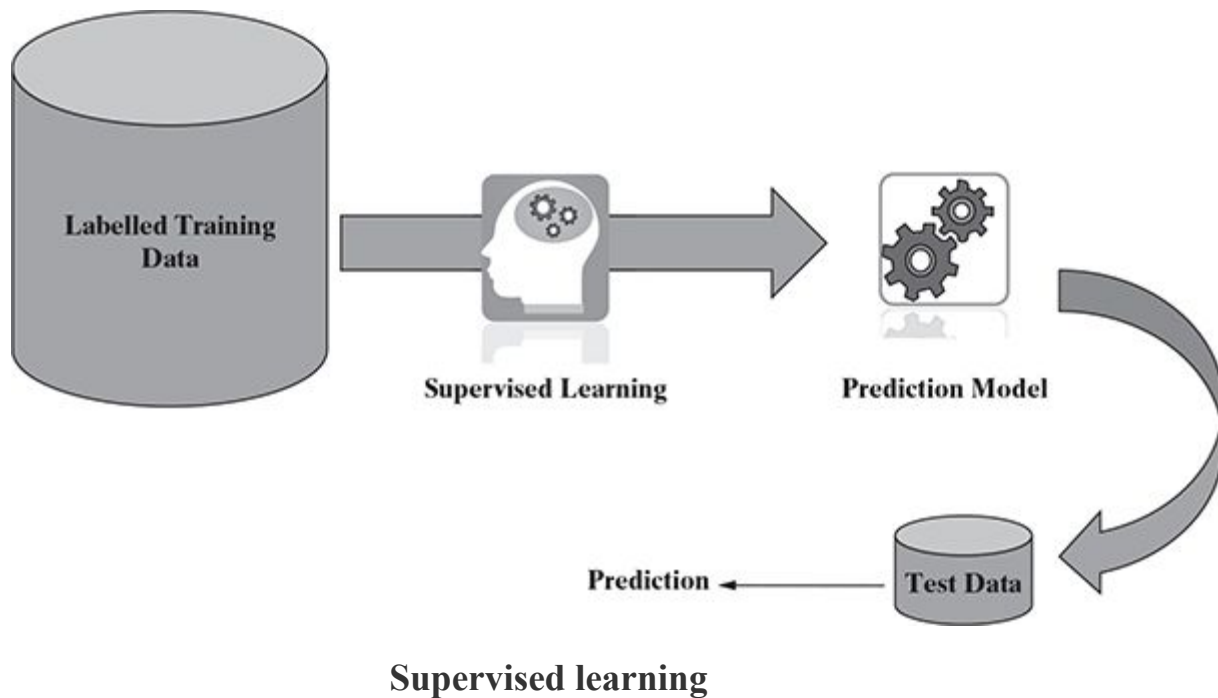 Labelled Training
Data
Supervised Learning
Prediction Model
Test Data
Prediction
Supervised learning